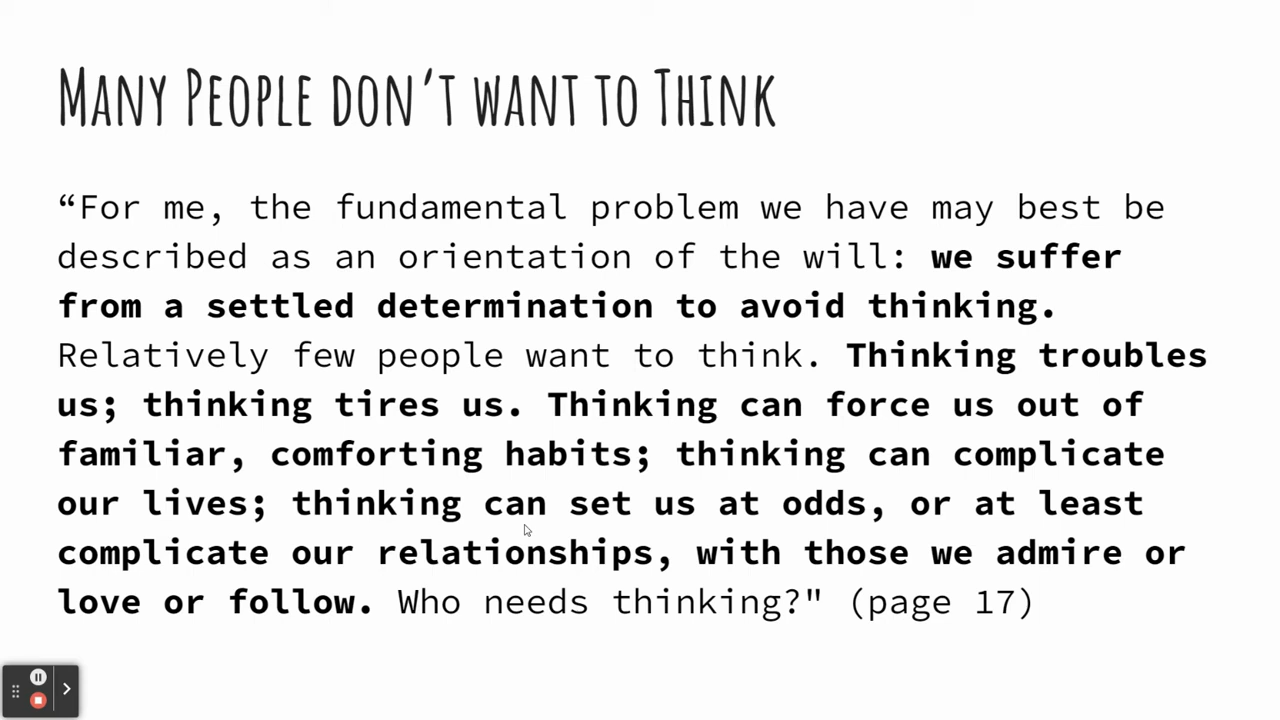 Many People don’t want to Think
“For me, the fundamental problem we have may best be
described as an orientation of the will: we suffer
from a settled determination to avoid thinking.
Relatively few people want to think. Thinking troubles
us; thinking tires us. Thinking can force us out of
familiar, comforting habits; thinking can complicate
our lives; thinking can set us at odds, or at least
complicate our relationships, with those we admire or
love or follow. Who needs thinking?" (page 17)